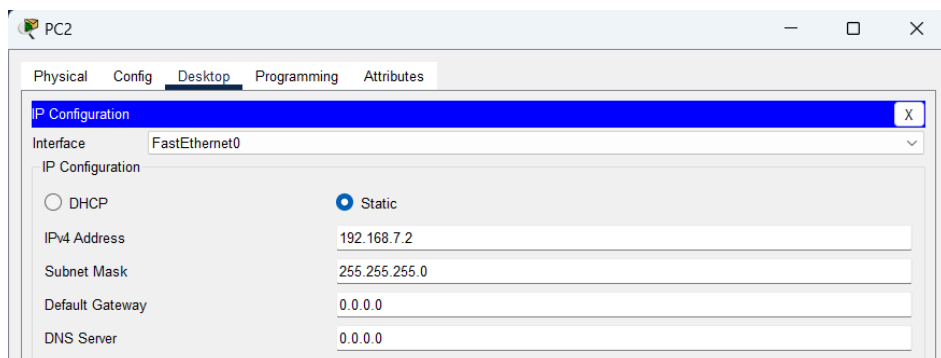 PC2
Physical Config Desktop Programming Attributes
IP Configuration X
Interface FastEthernet0
IP Configuration
DHCP Static
IPv4 Address 192.168.7.2
Subnet Mask 255.255.255.0
Default Gateway 0.0.0.0
DNS Server 0.0.0.0